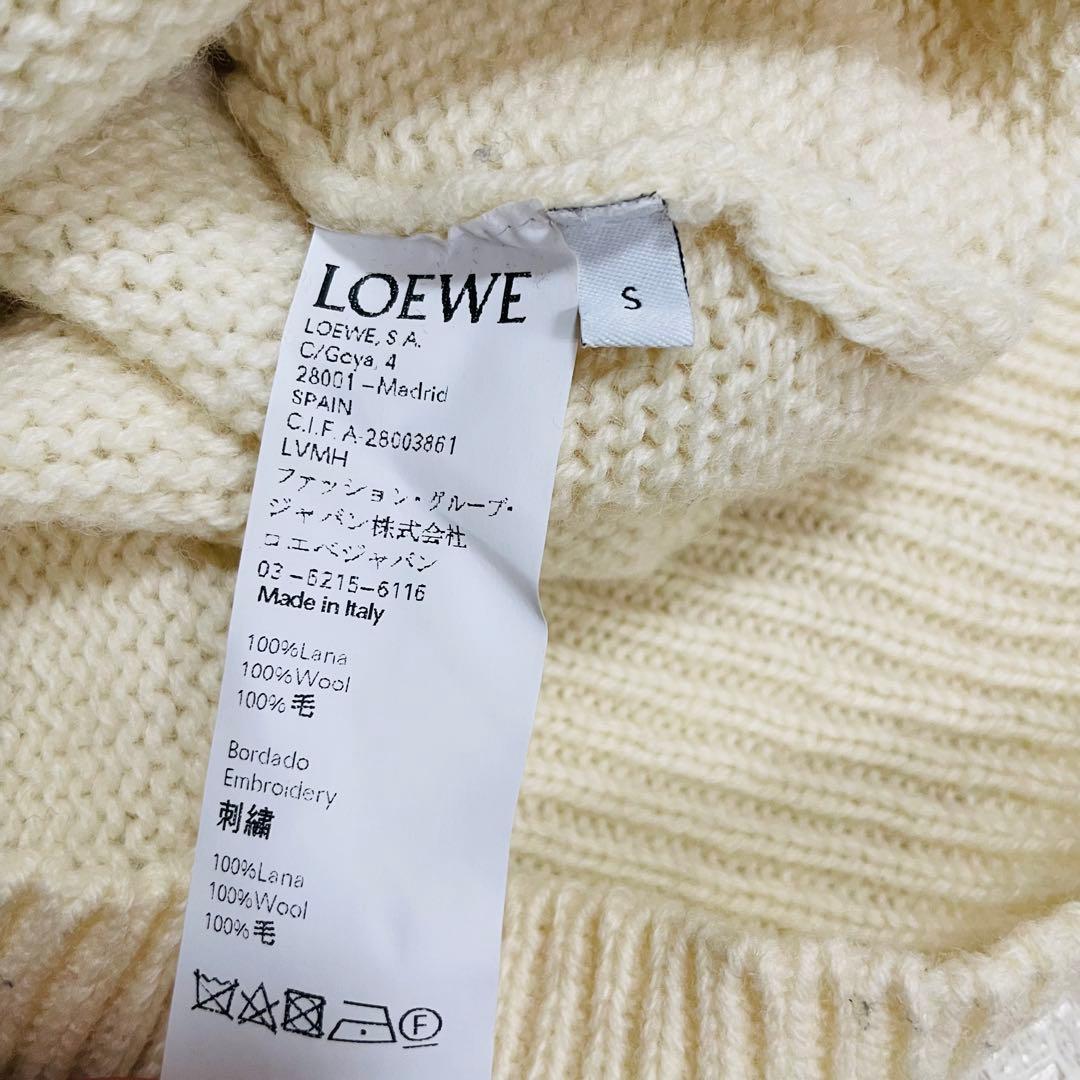 LOEWE
S
LOEWE, S.A.
C/Goya, 4
28001 – Madrid
SPAIN
C.I.F. A-28003861
LVMH
ファッション・グループ・
ジャパン株式会社
ロエベジャパン
03 – 6215–6116
Made in Italy
100%Lana
100%Wool
100% 毛
Bordado
Embroidery
刺繍
100%Lana
100%Wool
100%毛
F